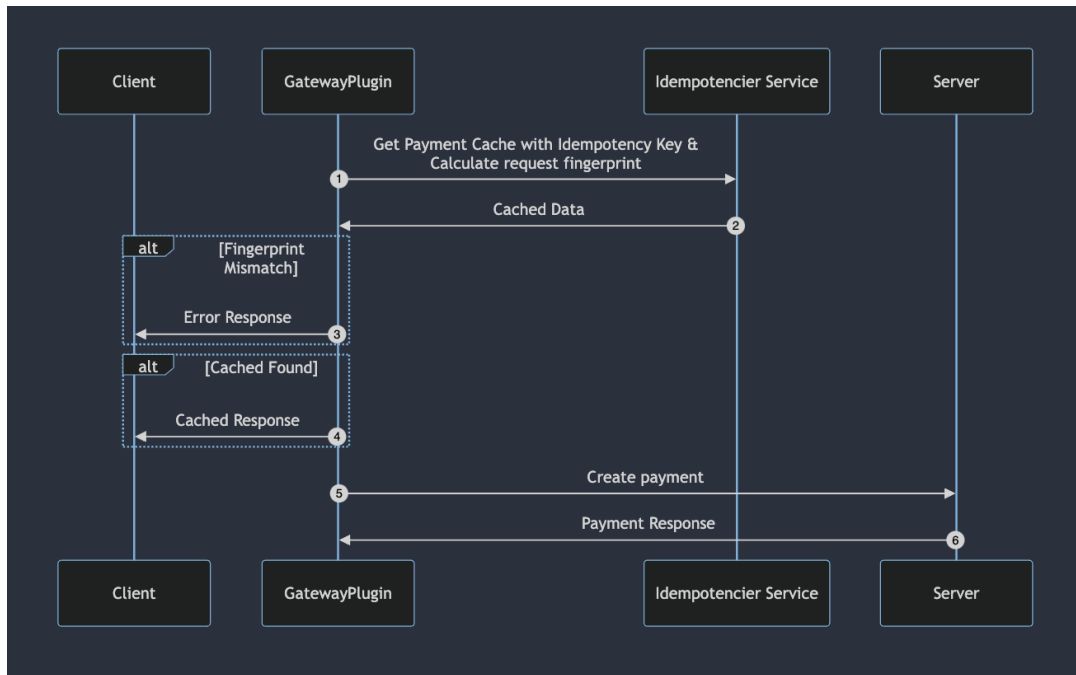 Client
GatewayPlugin
Idempotencier Service
Server
Get Payment Cache with Idempotency Key &
Calculate request fingerprint
1
Cached Data
2
alt
[Fingerprint
Mismatch]
Error Response
3
alt
[Cached Found]
Cached Response
4
Create payment
5
Payment Response
6
Client
GatewayPlugin
Idempotencier Service
Server